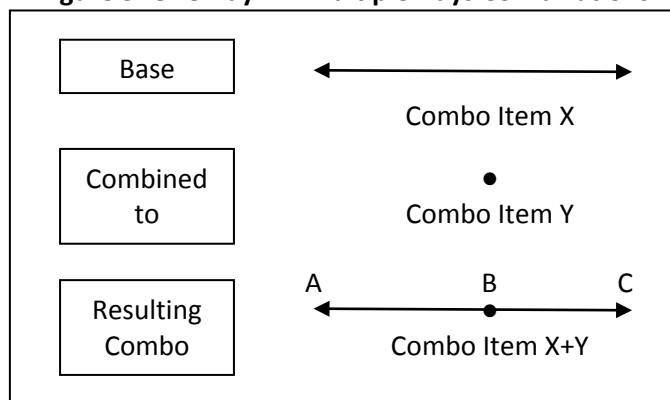 Base
Combo Item X
Combined
to
Combo Item Y
A B C
Resulting
Combo
Combo Item X+Y